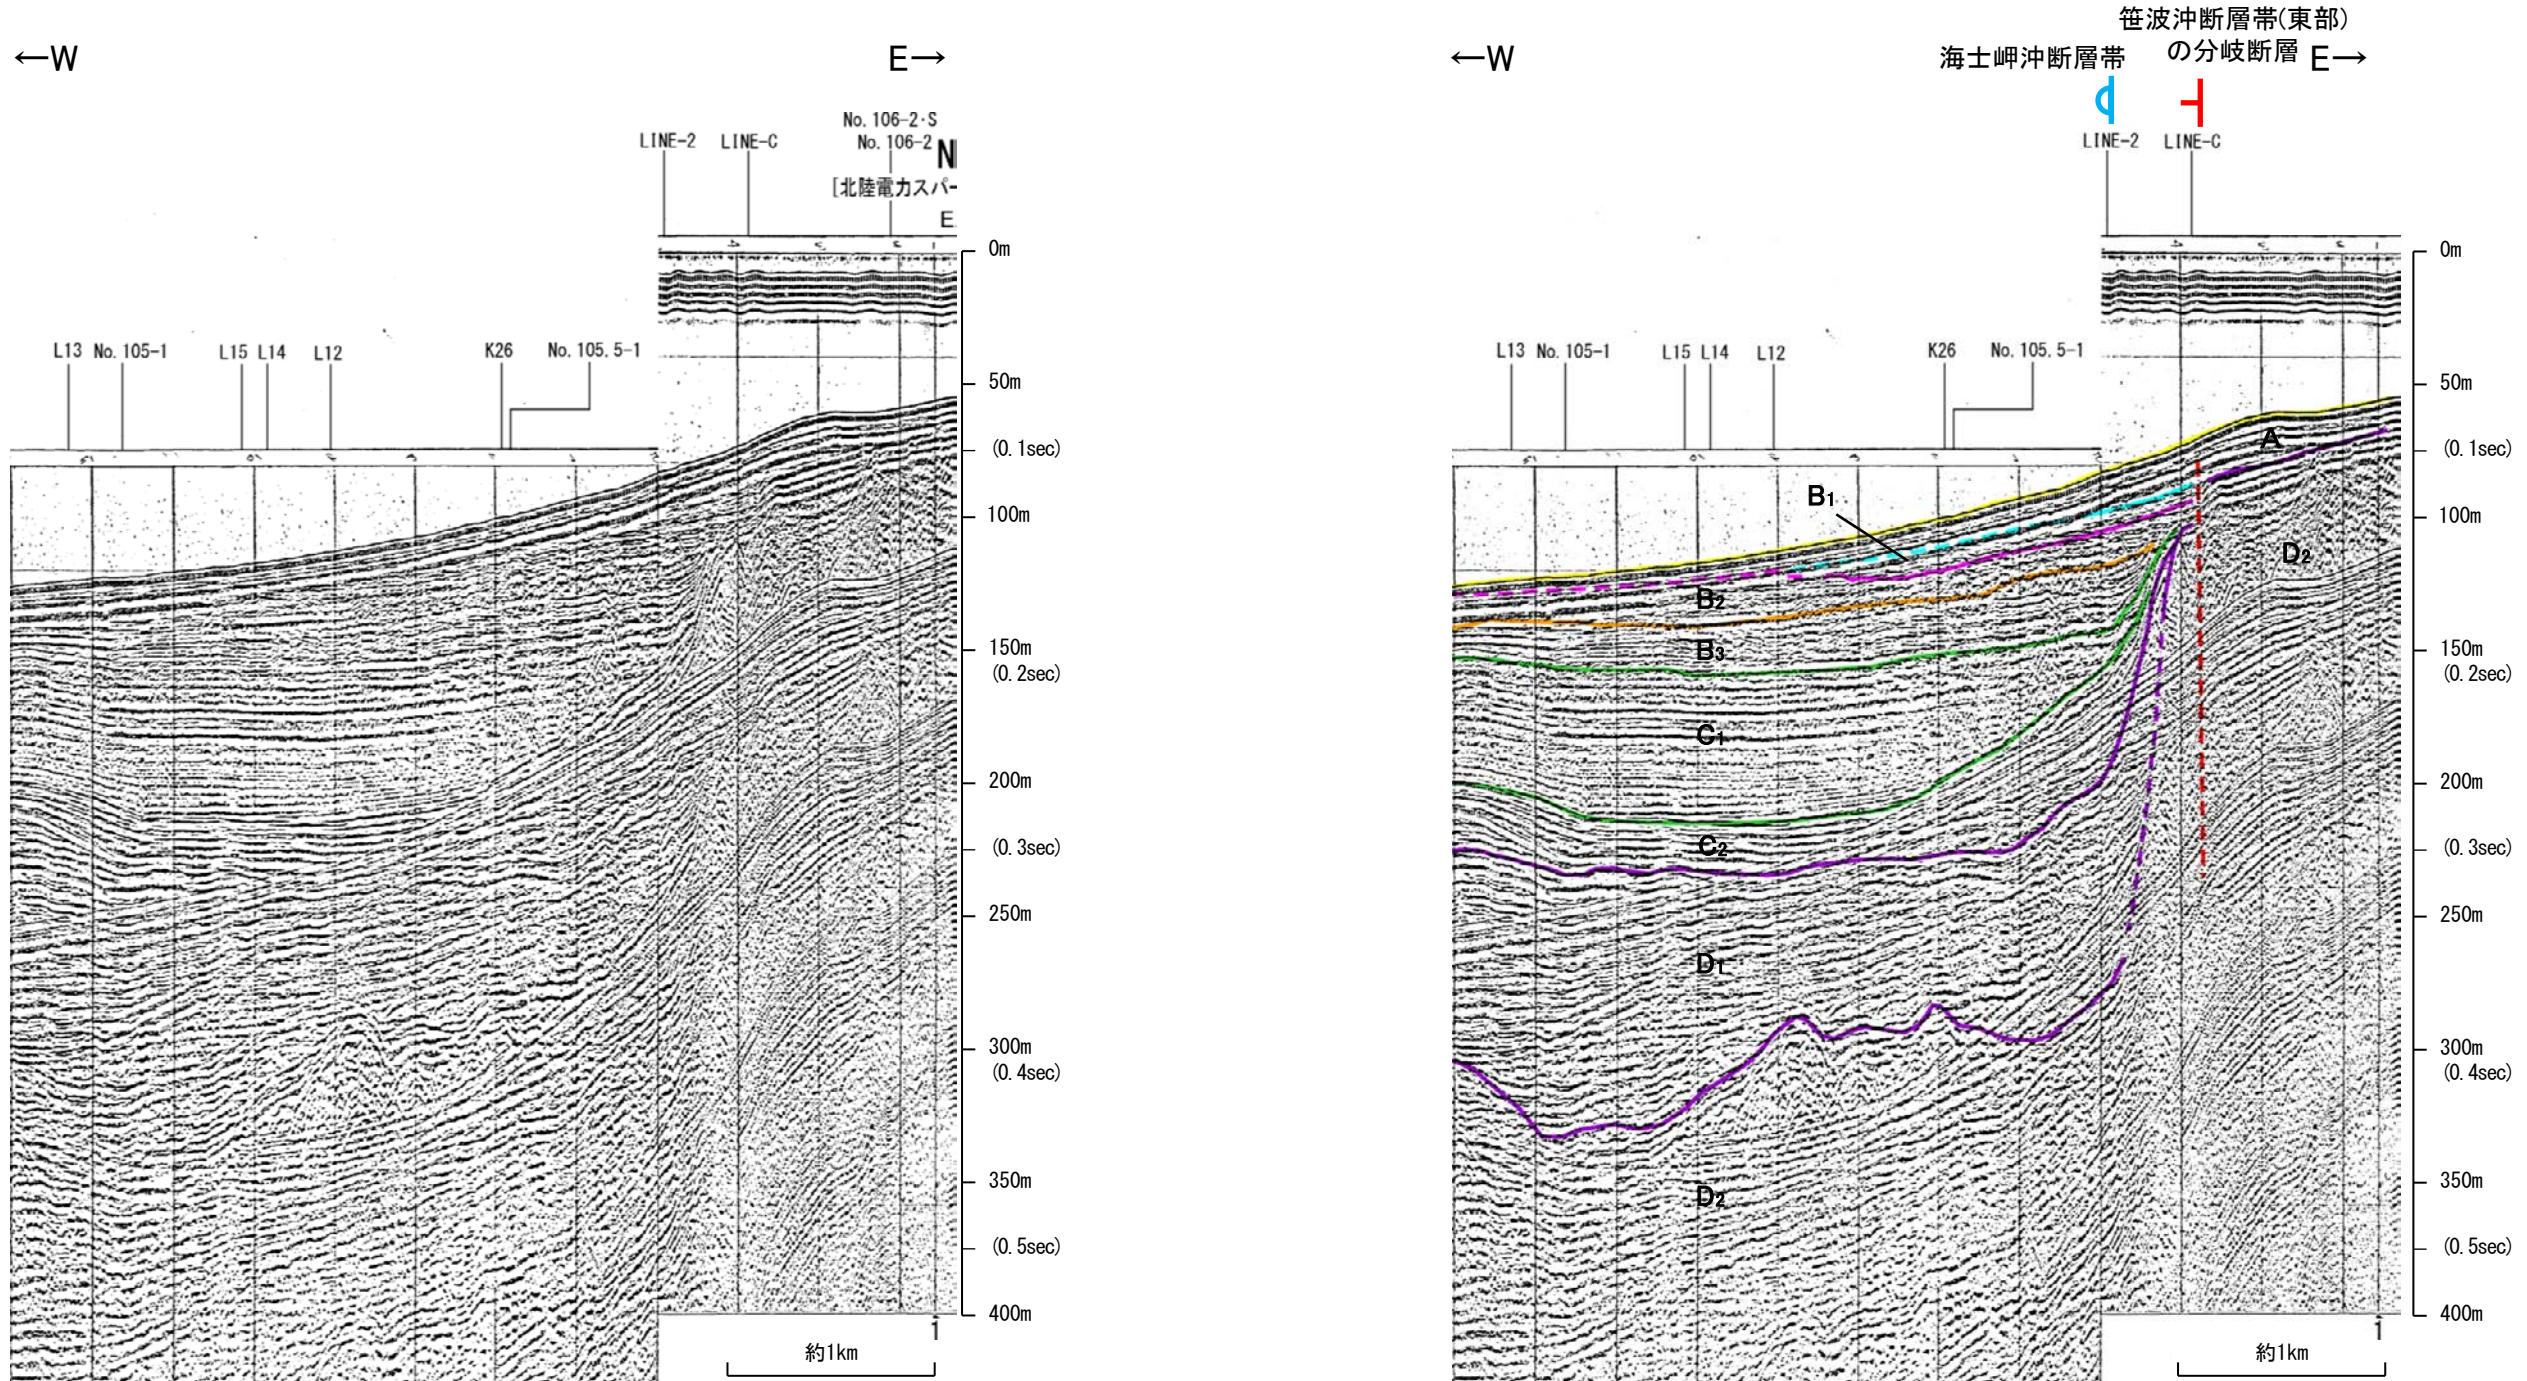 ←W
E→
No.106-2·S
LINE-2 LINE-C No.106-2
[北陸電力スパー
E.
L13 No.105-1 L15 L14 L12 K26 No.105.5-1
0m
50m
(0.1sec)
100m
150m
(0.2sec)
200m
(0.3sec)
250m
300m
(0.4sec)
350m
(0.5sec)
400m
1
約1km
笹波沖断層帯(東部)
の分岐断層
海士岬沖断層帯
←W
E→
LINE-2 LINE-C
L13 No.105-1 L15 L14 L12 K26 No.105.5-1
A
B1
B2
B3
C1
C2
D1
D2
D2
0m
50m
(0.1sec)
100m
150m
(0.2sec)
200m
(0.3sec)
250m
300m
(0.4sec)
350m
(0.5sec)
400m
1
約1km